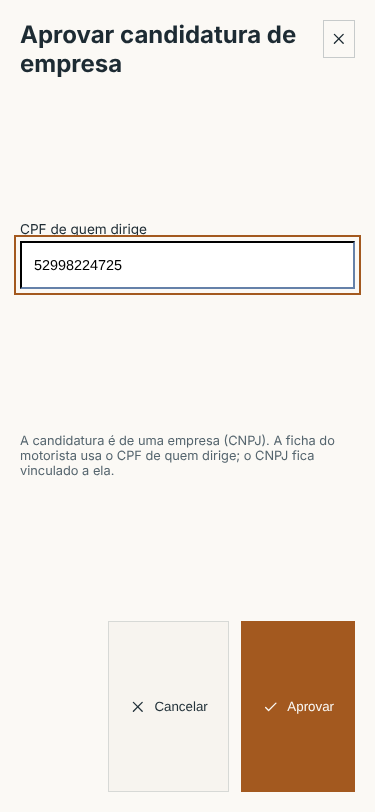 Aprovar candidatura de
empresa
CPF de quem dirige
52998224725
A candidatura é de uma empresa (CNPJ). A ficha do
motorista usa o CPF de quem dirige; o CNPJ fica
vinculado a ela.
Cancelar
Aprovar